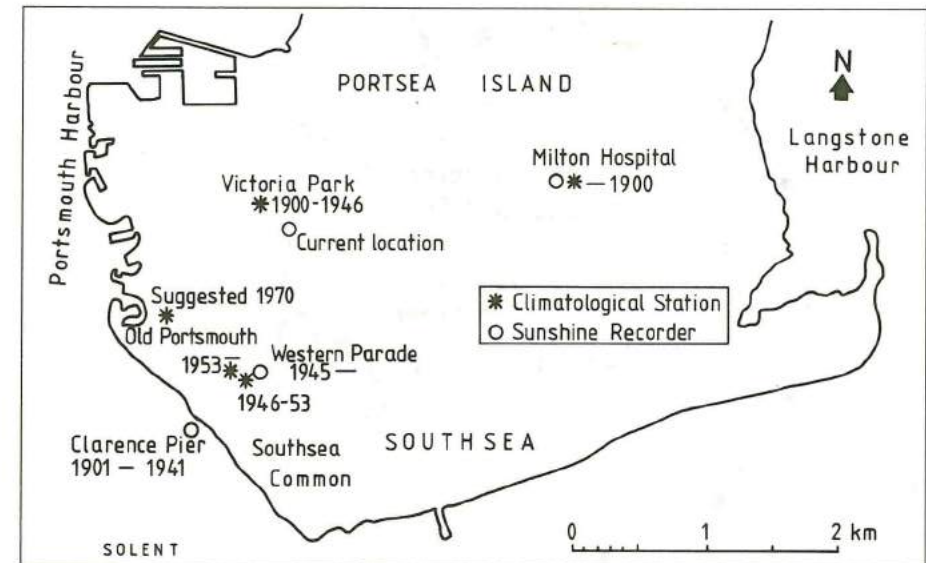 PORTSEA ISLAND
N
Portsmouth Harbour
Langstone
Harbour
Milton Hospital
— 1900
Victoria Park
1900-1946
Current location
Suggested 1970
Old Portsmouth
1953 —
Western Parade
1945 —
1946-53
Climatological Station
Sunshine Recorder
Clarence Pier
1901 — 1941
Southsea
Common
SOUTHSEA
SOLENT
0 1 2 km